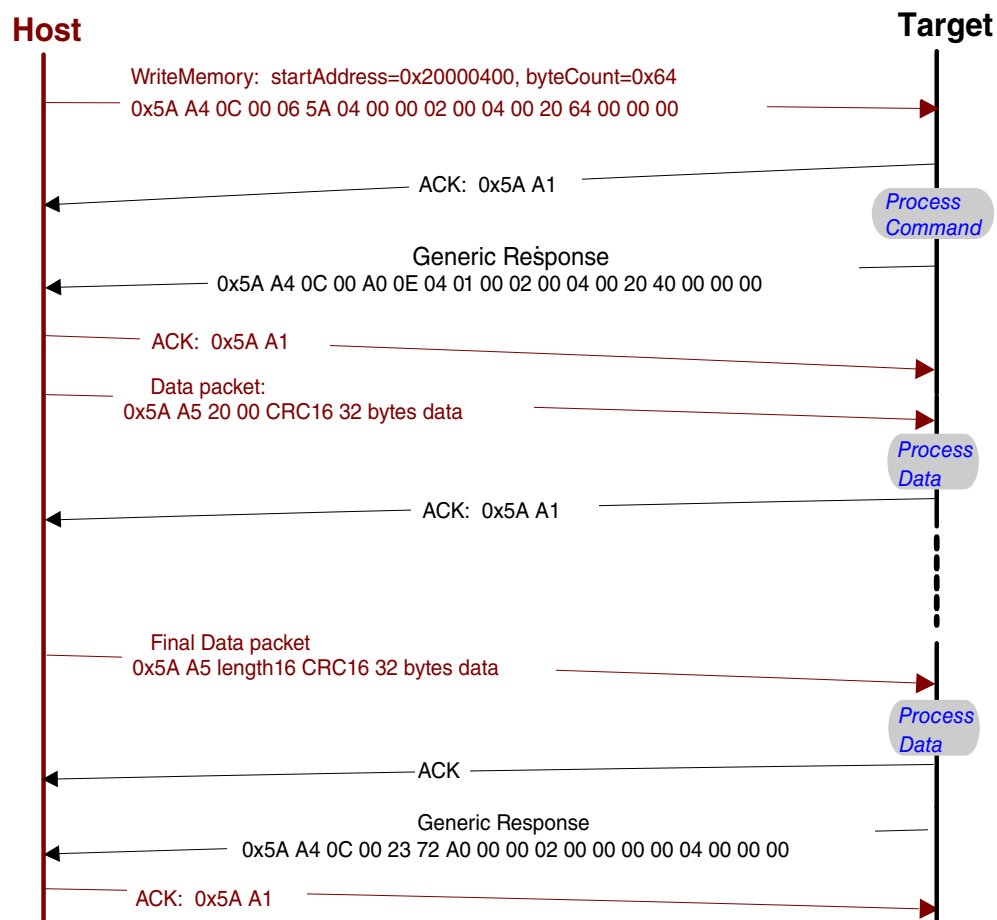 Host
Target
WriteMemory: startAddress=0x20000400, byteCount=0x64
0x5A A4 0C 00 06 5A 04 00 00 02 00 04 00 20 64 00 00 00
ACK: 0x5A A1
Process
Command
Generic Response
0x5A A4 0C 00 A0 0E 04 01 00 02 00 04 00 20 40 00 00 00
ACK: 0x5A A1
Data packet:
0x5A A5 20 00 CRC16 32 bytes data
Process
Data
ACK: 0x5A A1
Final Data packet
0x5A A5 length16 CRC16 32 bytes data
Process
Data
ACK
Generic Response
0x5A A4 0C 00 23 72 A0 00 00 02 00 00 00 00 04 00 00 00
ACK: 0x5A A1